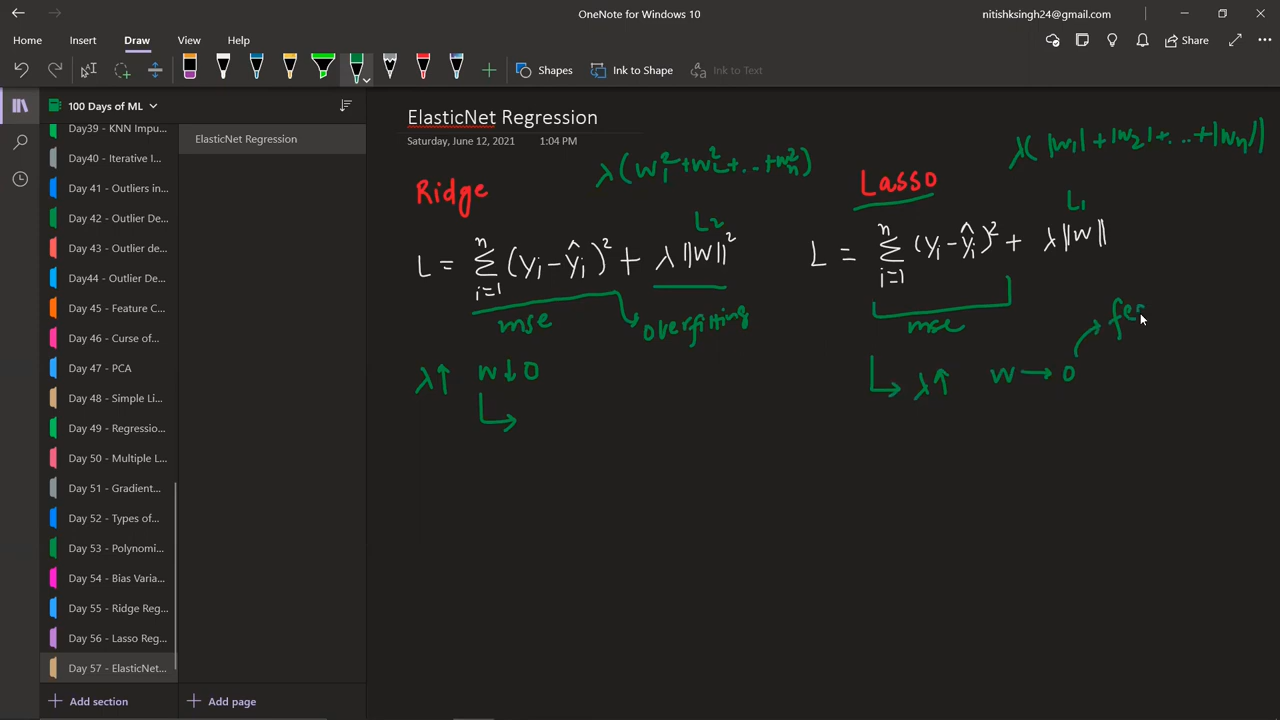 OneNote for Windows 10
nitishksingh24@gmail.com
Home Insert Draw View Help
Share
Shapes
Ink to Shape
Ink to Text
100 Days of ML
Day39 - KNN Impu...
Day40 - Iterative I...
Day 41 - Outliers in...
Day 42 - Outlier De...
Day 43 - Outlier de...
Day44 - Outlier Det...
Day 45 - Feature C...
Day 46 - Curse of...
Day 47 - PCA
Day 48 - Simple Li...
Day 49 - Regressio...
Day 50 - Multiple L...
Day 51 - Gradient...
Day 52 - Types of...
Day 53 - Polynomi...
Day 54 - Bias Varia...
Day 55 - Ridge Reg...
Day 56 - Lasso Reg...
Day 57 - ElasticNet...
Add section
ElasticNet Regression
Add page
ElasticNet Regression
Saturday, June 12, 2021 1:04 PM
λ(w₁²+w₂²+...+wₙ²)
Ridge
L2
L = Σ i=1 n (yi-ŷi)² + λ||W||²
mse
overfitting
λ↑ w↓0
λ(|w₁|+|w₂|+...+|wₙ|)
Lasso
L1
L = Σ i=1 n (yi-ŷi)² + λ||W||
mse
fea
λ↑ w → 0